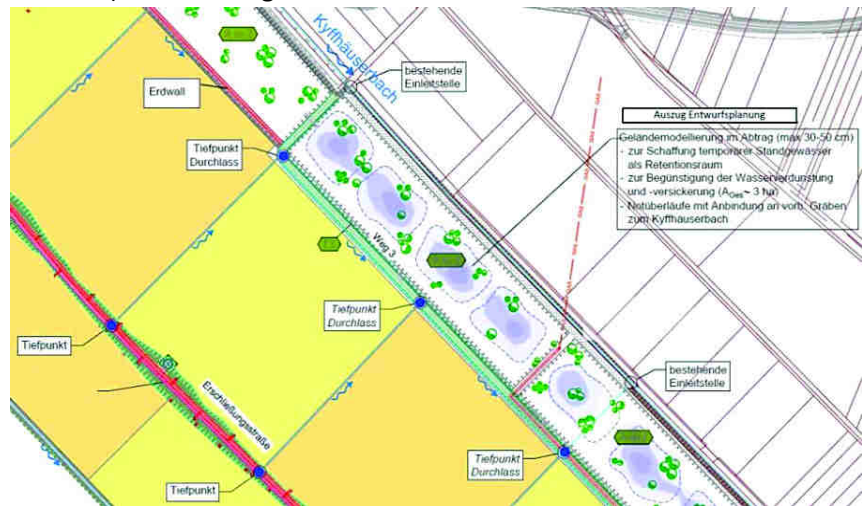 Kyffhäuserbach
bestehende
Einleitstelle
Erdwall
Auszug Entwurfsplanung
Geländemodellierung im Abtrag (max 30-50 cm)
- zur Schaffung temporärer Standgewässer
als Retentionsraum
- zur Begünstigung der Wasserverdunstung
und -versickerung (AGes~ 3 ha)
- Notüberläufe mit Anbindung an vorh. Gräben
zum Kyffhäuserbach
Tiefpunkt
Durchlass
Weg 3
Tiefpunkt
Durchlass
Tiefpunkt
bestehende
Einleitstelle
Erschließungsstraße
Tiefpunkt
Durchlass
Tiefpunkt